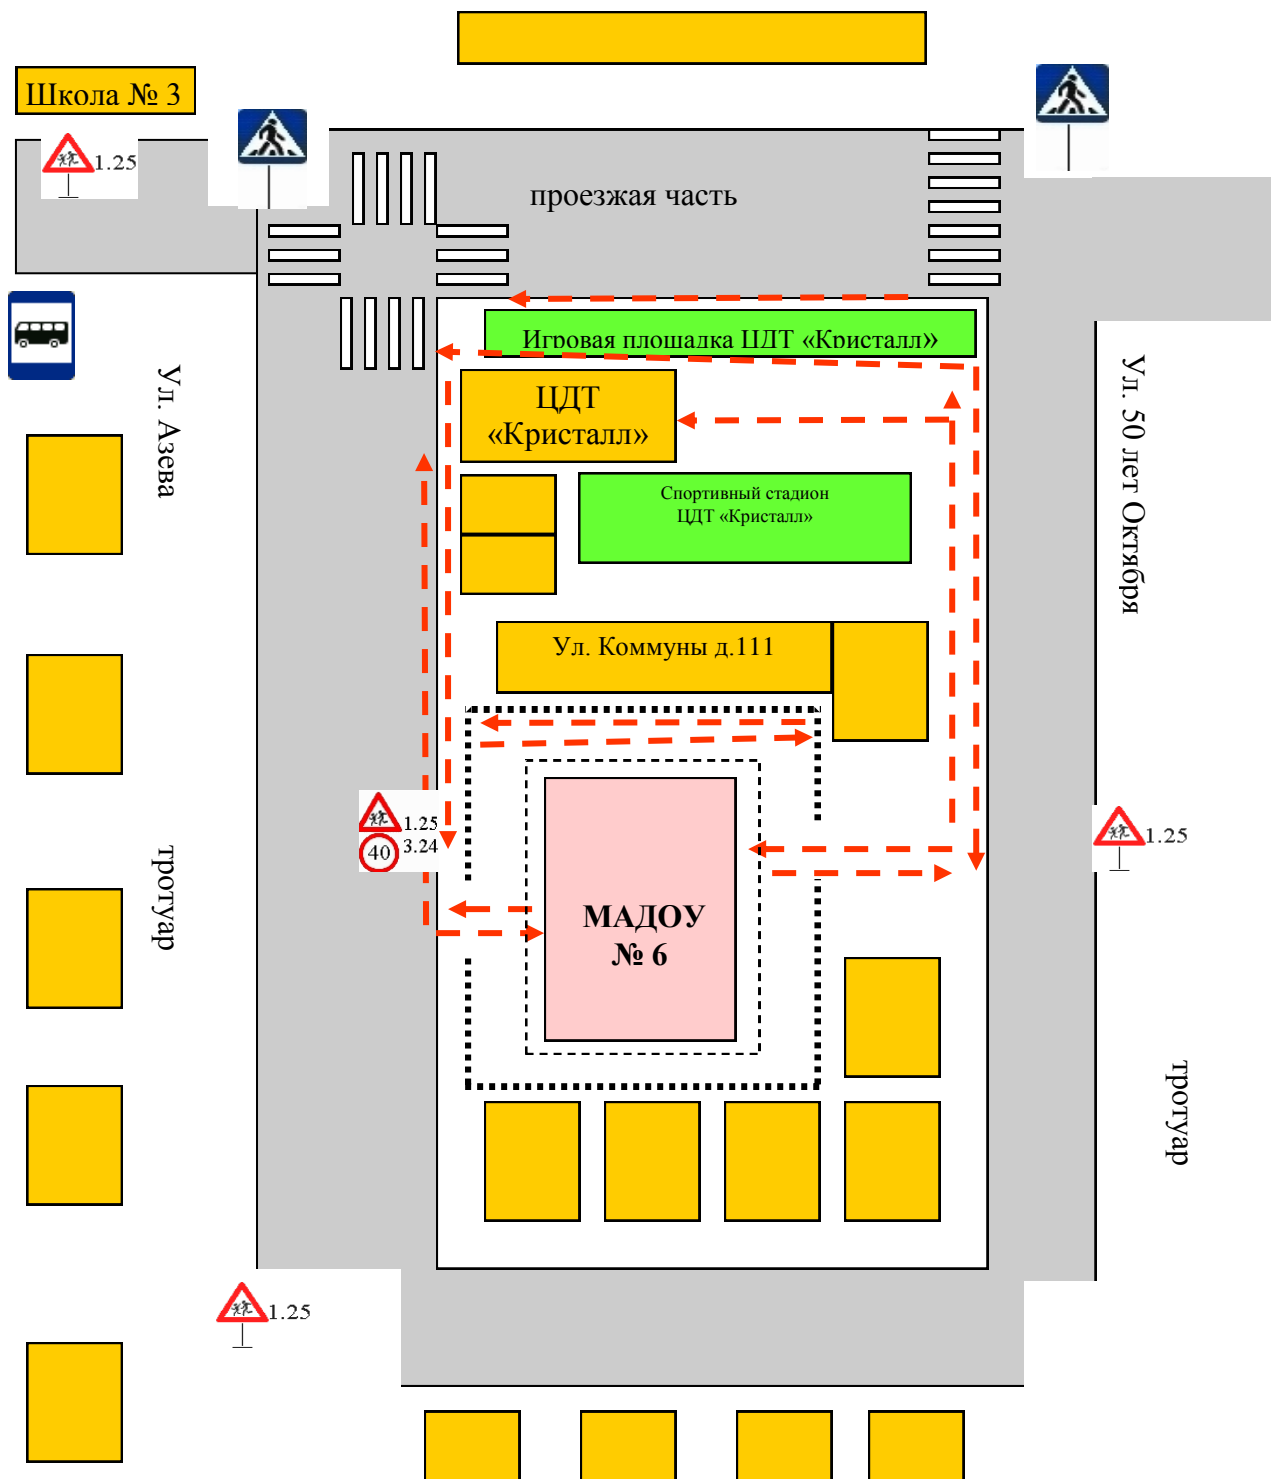 Школа № 3
1.25
проезжая часть
Игровая площадка ЦДТ «Кристалл»
ЦДТ
«Кристалл»
Спортивный стадион
ЦДТ «Кристалл»
Ул. Азева
Ул. 50 лет Октября
Ул. Коммуны д.111
1.25
40 3.24
1.25
тротуар
МАДОУ
№ 6
тротуар
1.25